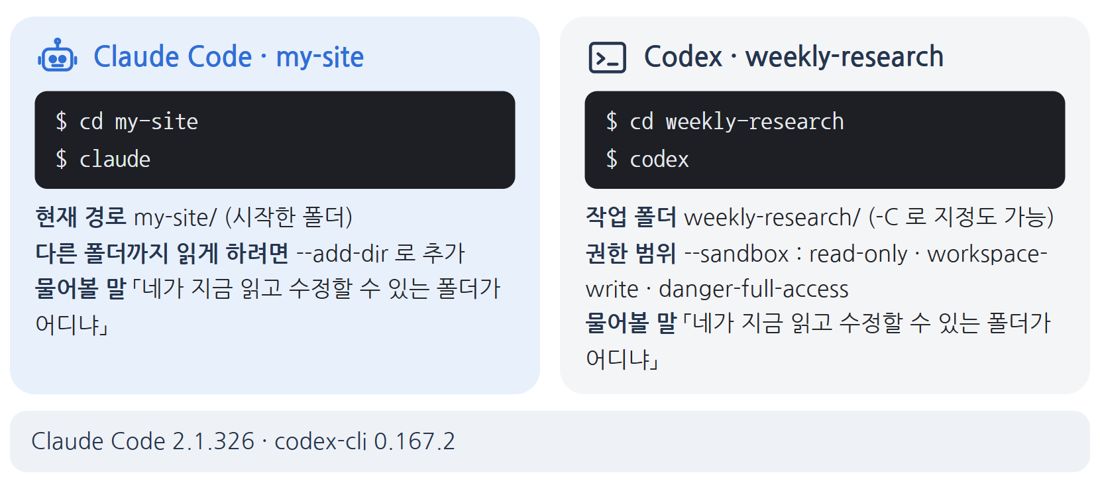 Claude Code · my-site
$ cd my-site
$ claude
현재 경로 my-site/ (시작한 폴더)
다른 폴더까지 읽게 하려면 --add-dir 로 추가
물어볼 말 「네가 지금 읽고 수정할 수 있는 폴더가
어디냐」
Codex · weekly-research
$ cd weekly-research
$ codex
작업 폴더 weekly-research/ (-C 로 지정도 가능)
권한 범위 --sandbox : read-only · workspace-
write · danger-full-access
물어볼 말 「네가 지금 읽고 수정할 수 있는 폴더가
어디냐」
Claude Code 2.1.326 · codex-cli 0.167.2